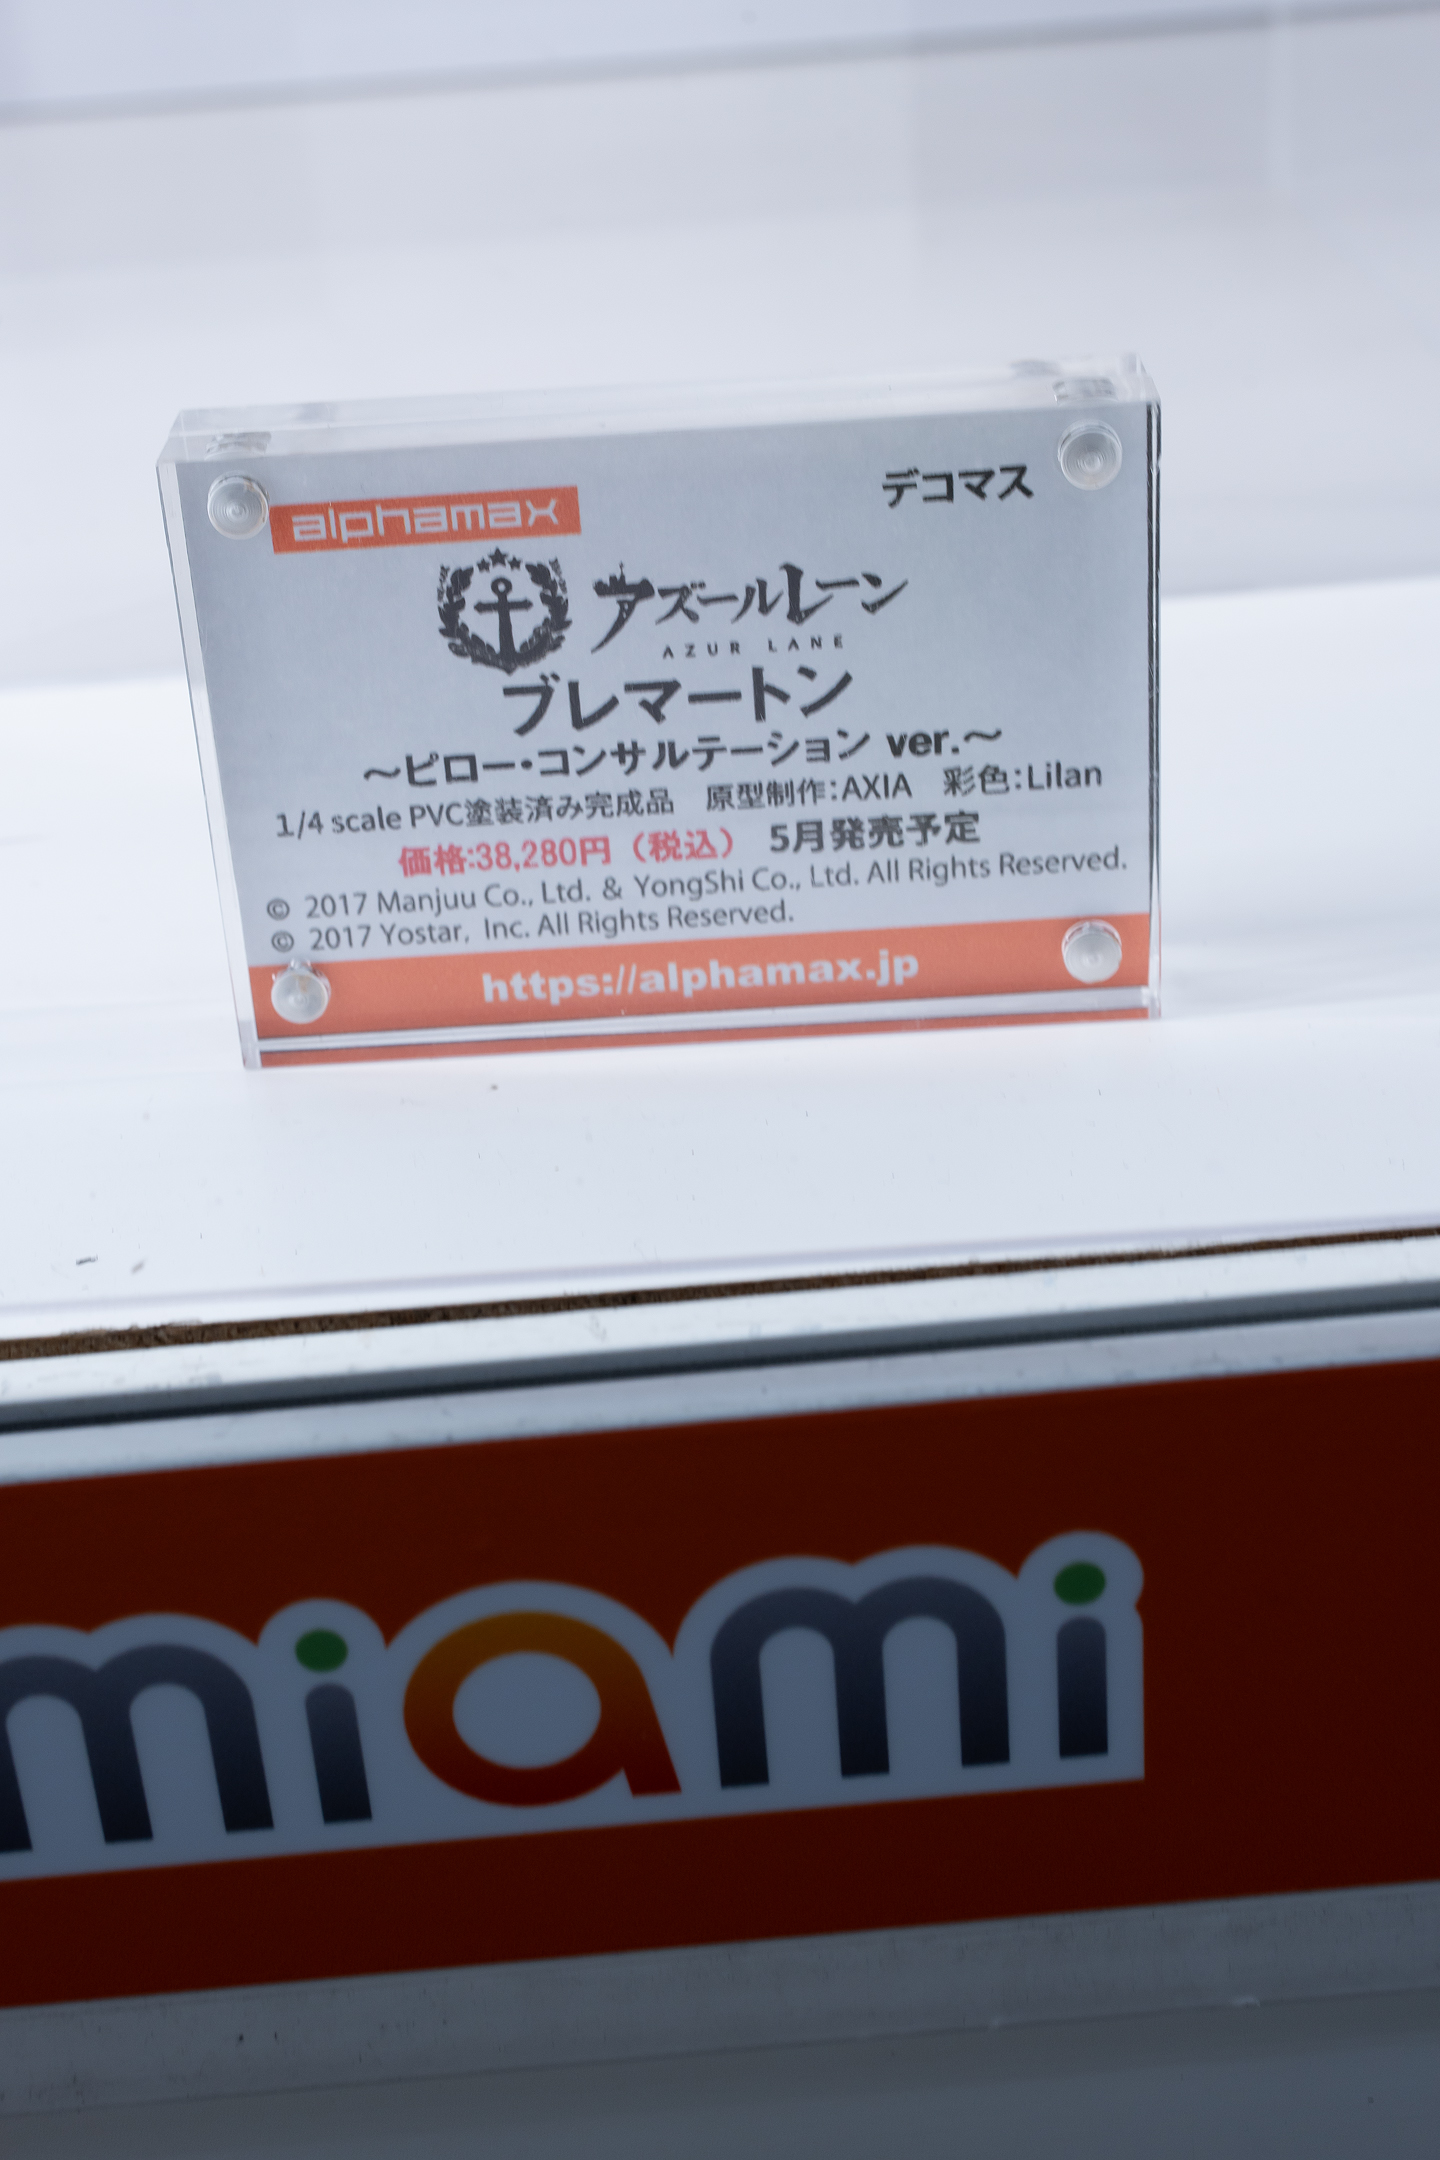 デコマス
alphamax
アズールレーン
AZUR LANE
ブレマートン
～ピロー・コンサルテーション ver.～
1/4 scale PVC塗装済み完成品　原型制作：AXIA　彩色：Lilan
価格：38,280円（税込）　5月発売予定
© 2017 Manjuu Co., Ltd. & YongShi Co., Ltd. All Rights Reserved.
© 2017 Yostar, Inc. All Rights Reserved.
https://alphamax.jp
miami